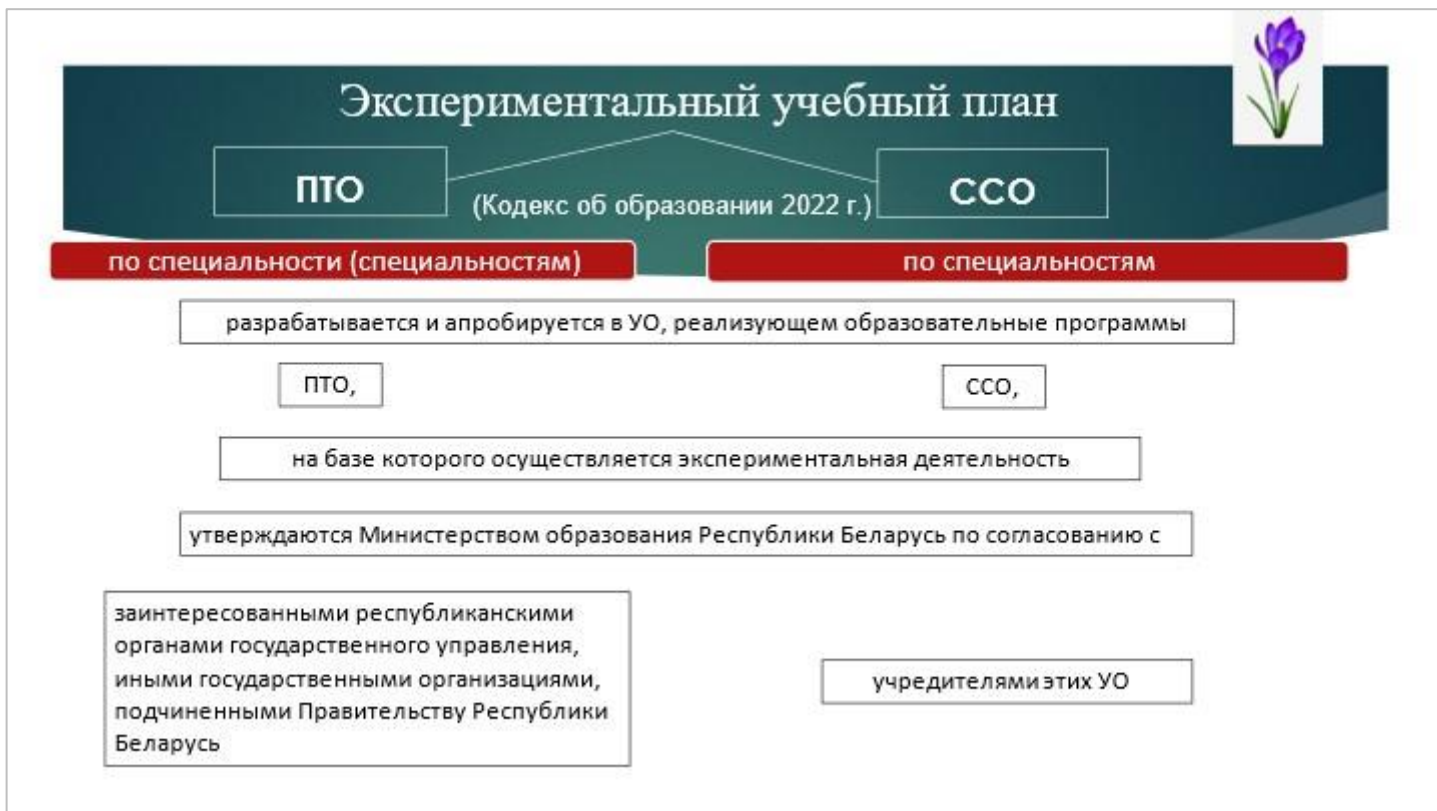 Экспериментальный учебный план
ПТО
(Кодекс об образовании 2022 г.)
ССО
по специальности (специальностям)
по специальностям
разрабатывается и апробируется в УО, реализующем образовательные программы
ПТО,
ССО,
на базе которого осуществляется экспериментальная деятельность
утверждаются Министерством образования Республики Беларусь по согласованию с
заинтересованными республиканскими
органами государственного управления,
иными государственными организациями,
подчиненными Правительству Республики
Беларусь
учредителями этих УО